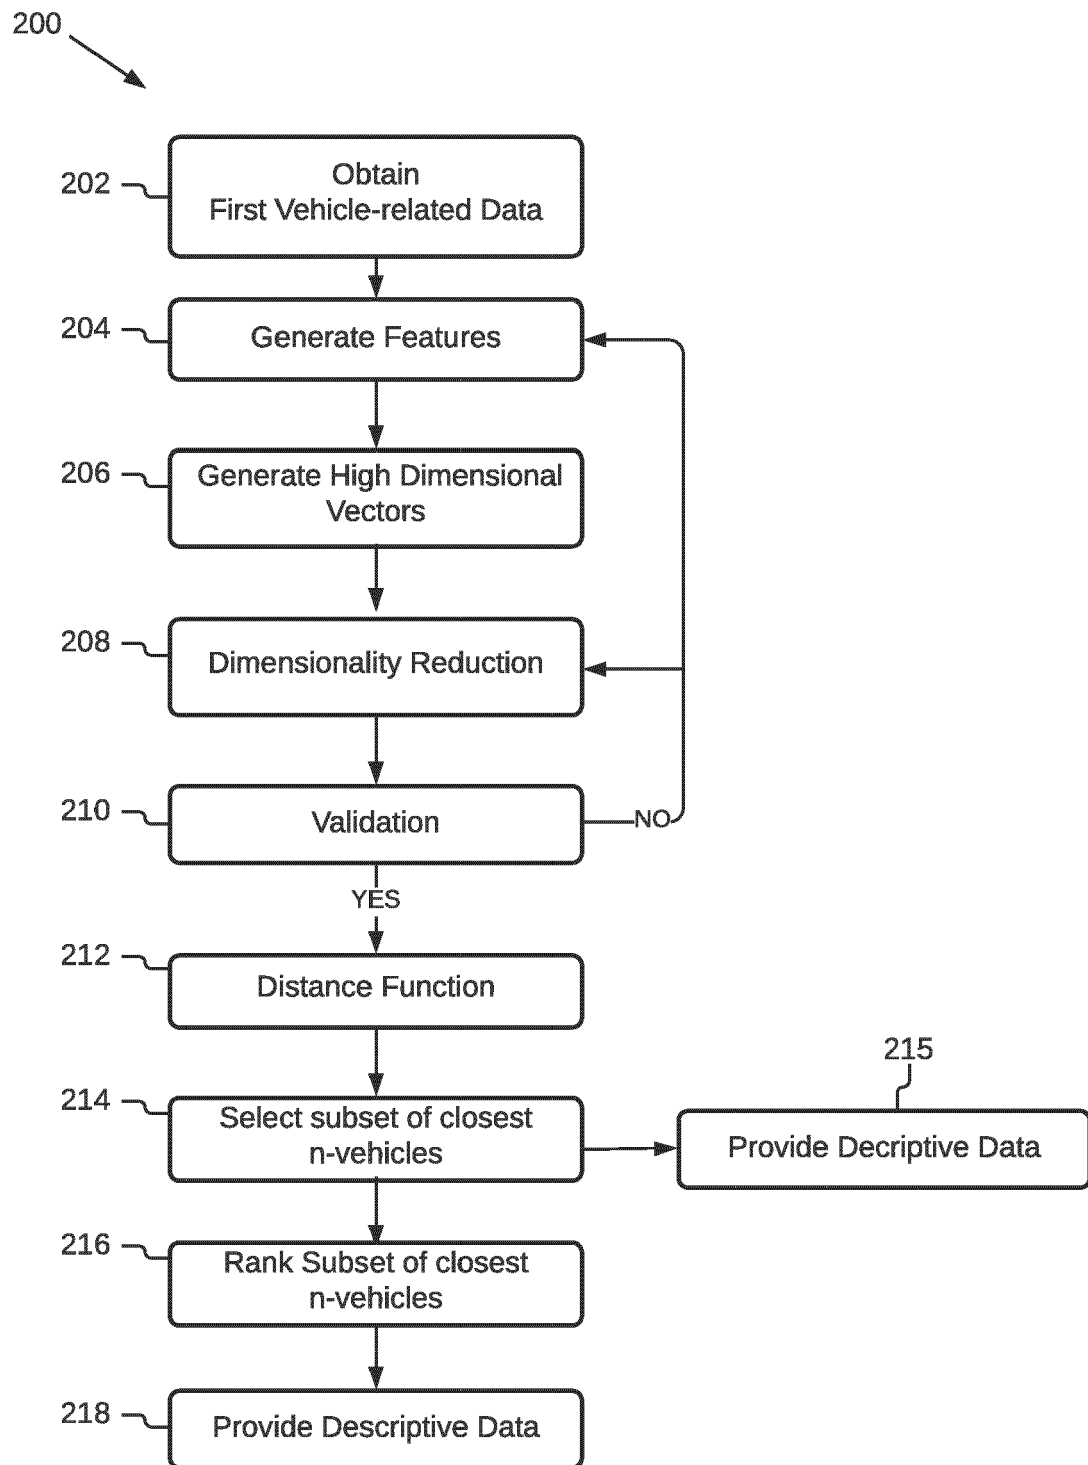 200
202
Obtain
First Vehicle-related Data
204
Generate Features
206
Generate High Dimensional
Vectors
208
Dimensionality Reduction
210
Validation
NO
YES
212
Distance Function
214
Select subset of closest
n-vehicles
215
Provide Decriptive Data
216
Rank Subset of closest
n-vehicles
218
Provide Descriptive Data